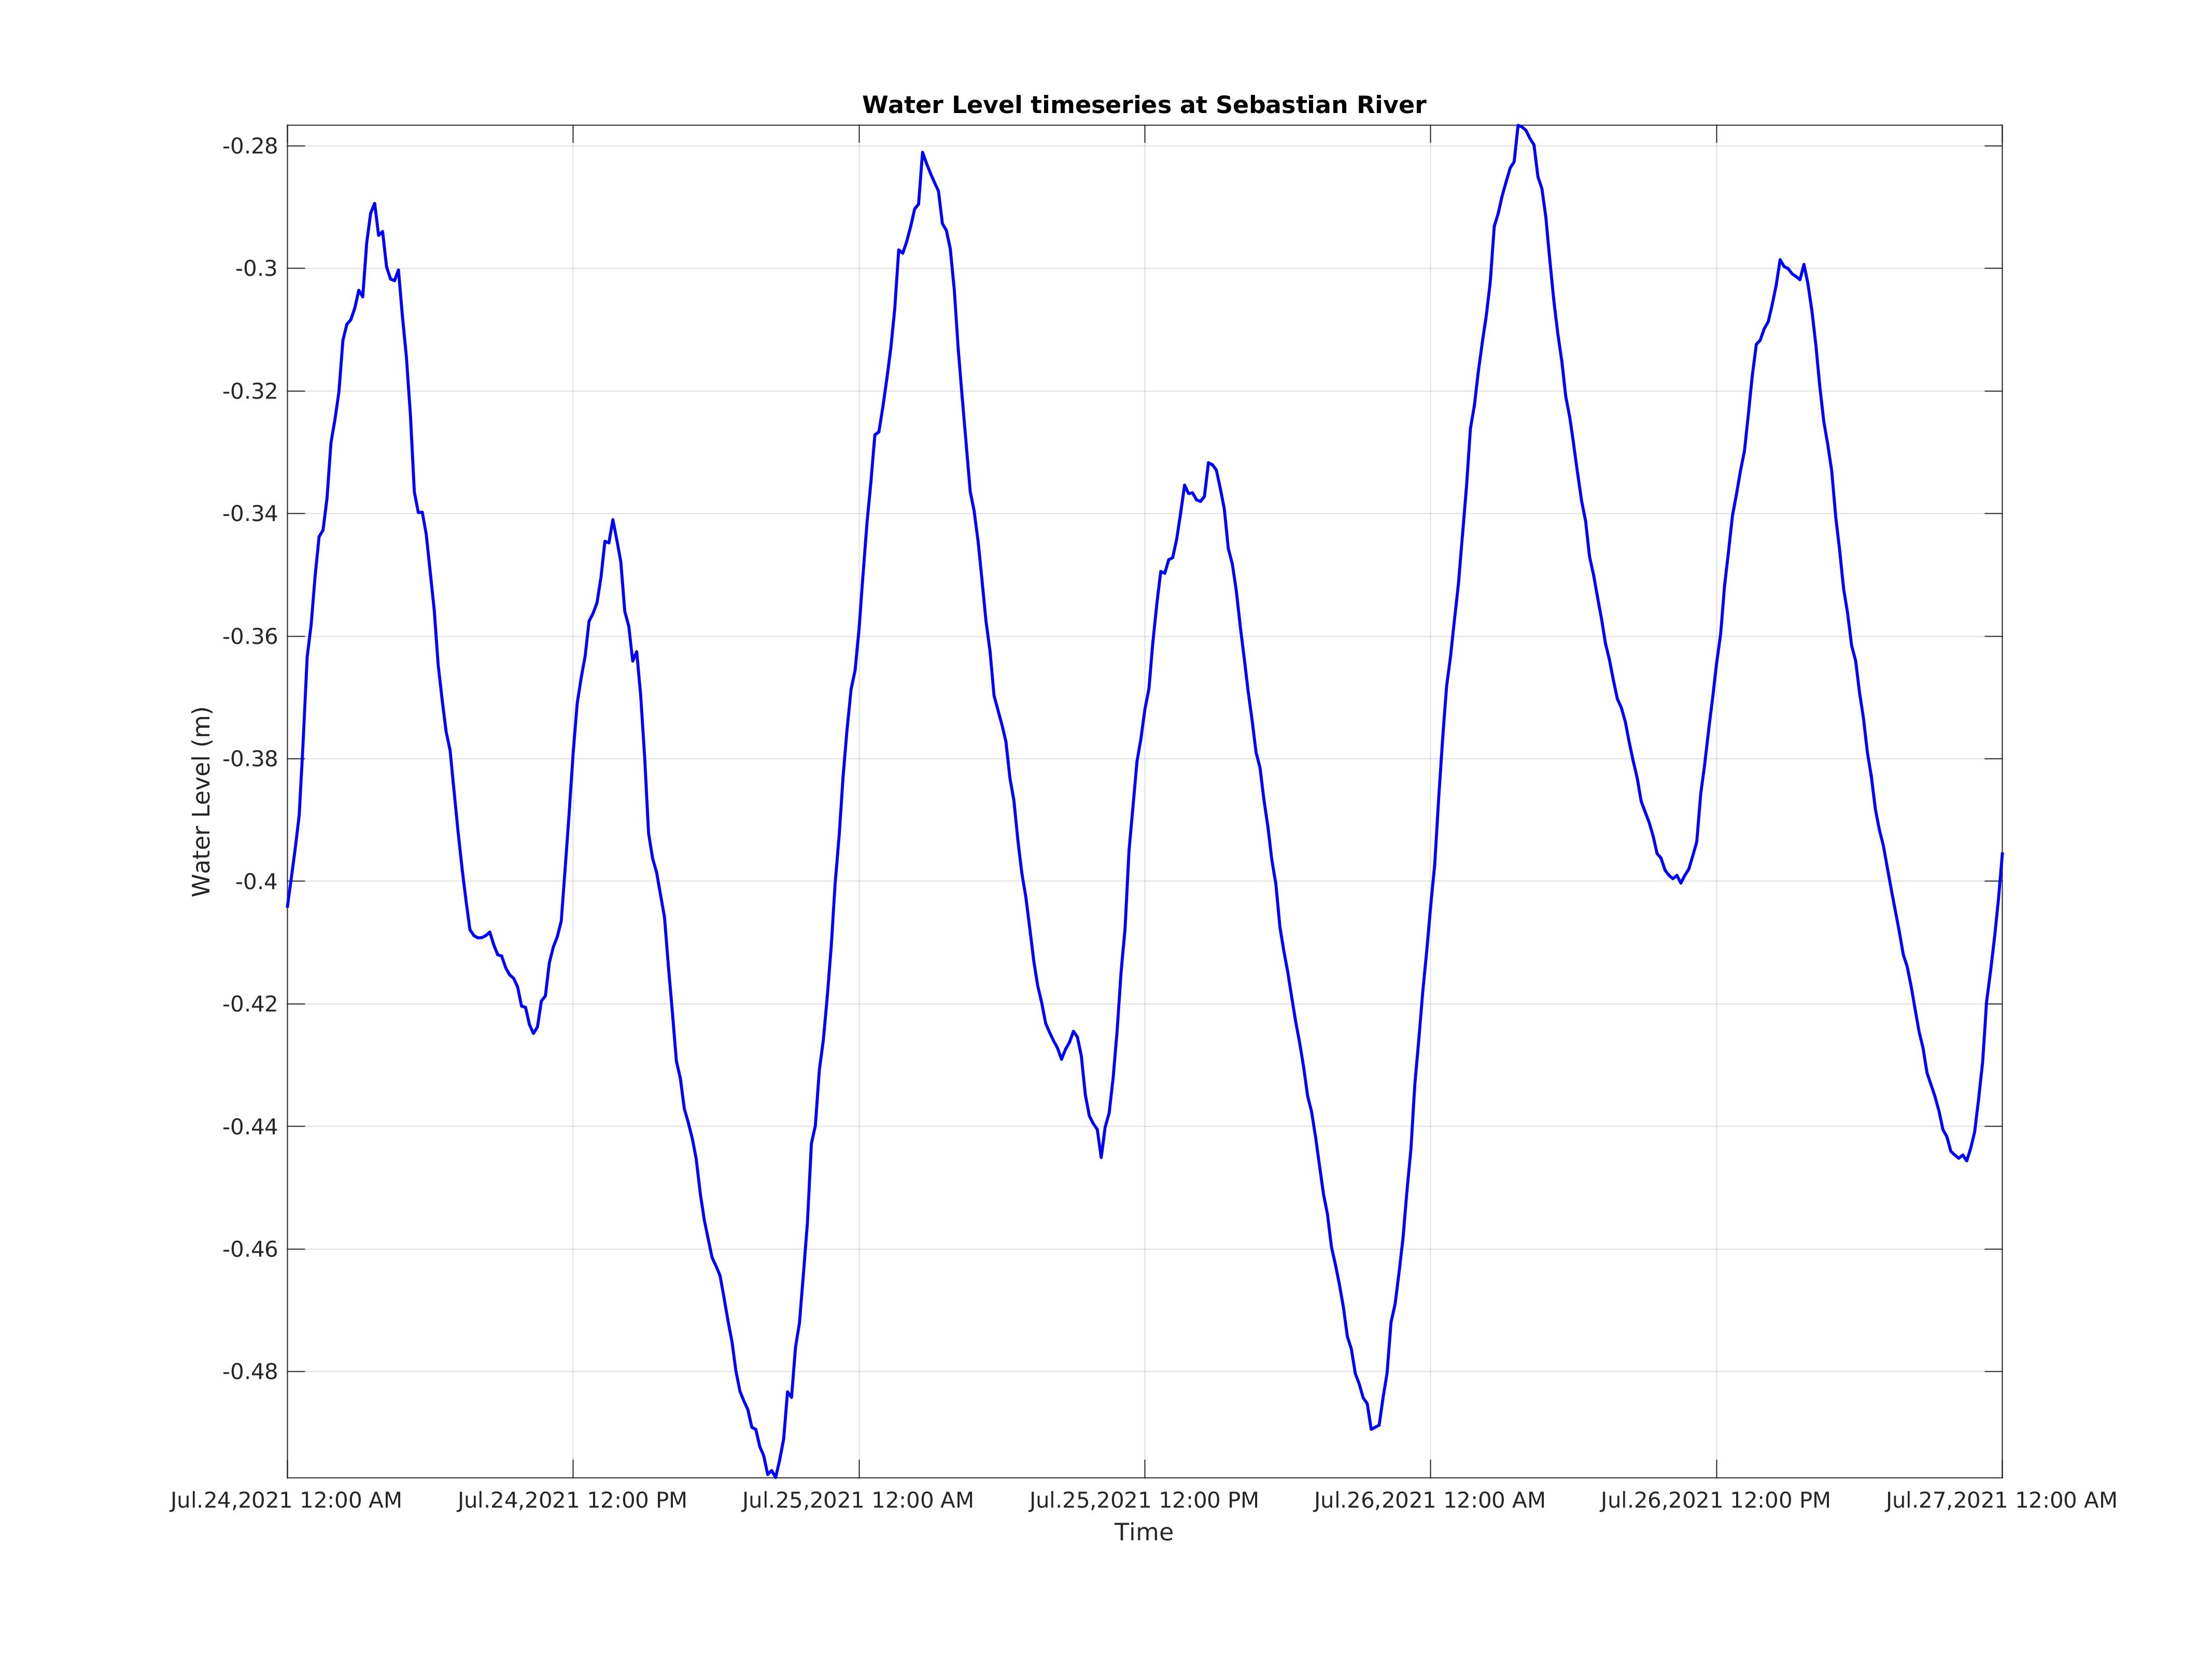 Water Level timeseries at Sebastian River
-0.28
-0.3
-0.32
-0.34
-0.36
-0.38
-0.4
-0.42
-0.44
-0.46
-0.48
Water Level (m)
Jul.24,2021 12:00 AM
Jul.24,2021 12:00 PM
Jul.25,2021 12:00 AM
Jul.25,2021 12:00 PM
Jul.26,2021 12:00 AM
Jul.26,2021 12:00 PM
Jul.27,2021 12:00 AM
Time